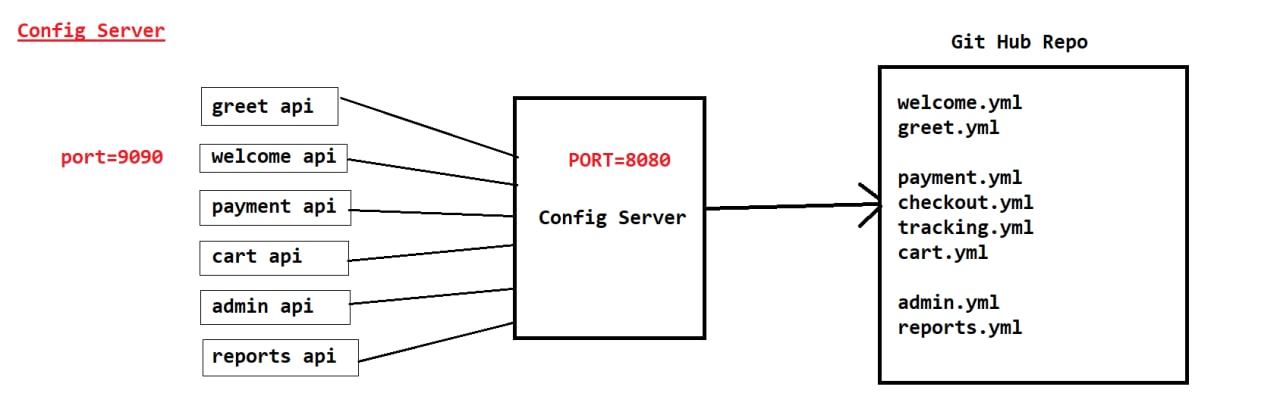 Config Server
greet api
port=9090
welcome api
payment api
cart api
admin api
reports api
PORT=8080
Config Server
Git Hub Repo
welcome.yml
greet.yml
payment.yml
checkout.yml
tracking.yml
cart.yml
admin.yml
reports.yml